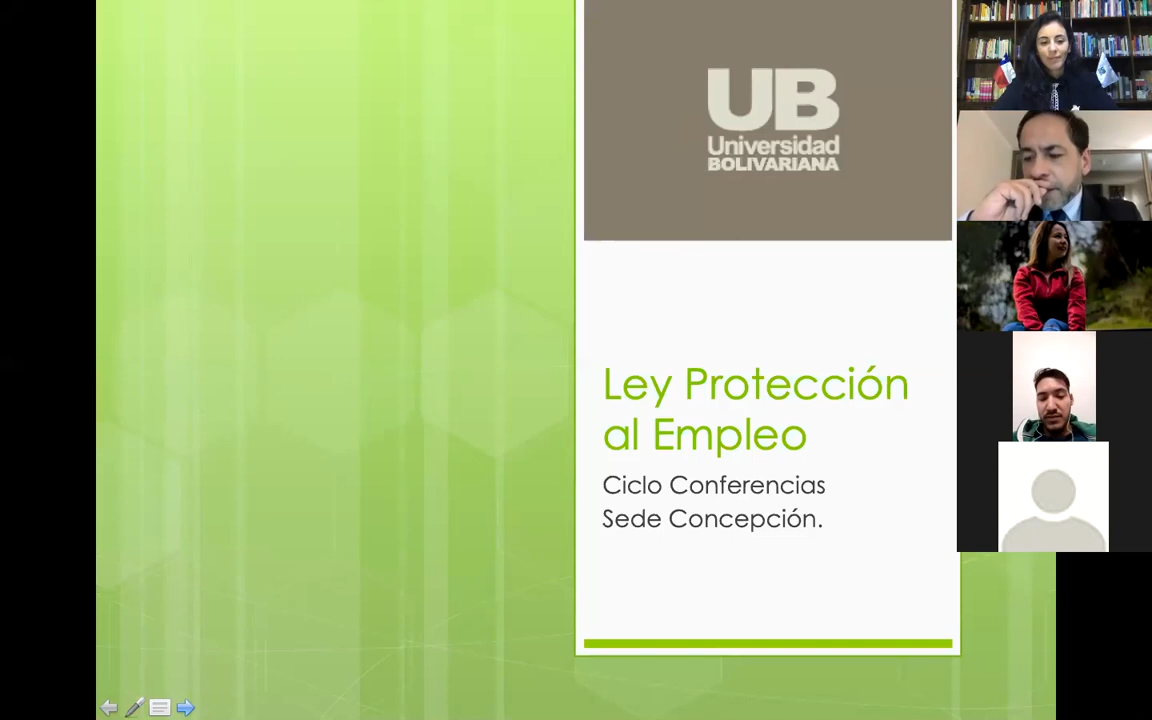 UB
Universidad
BOLIVARIANA
Ley Protección
al Empleo
Ciclo Conferencias
Sede Concepción.